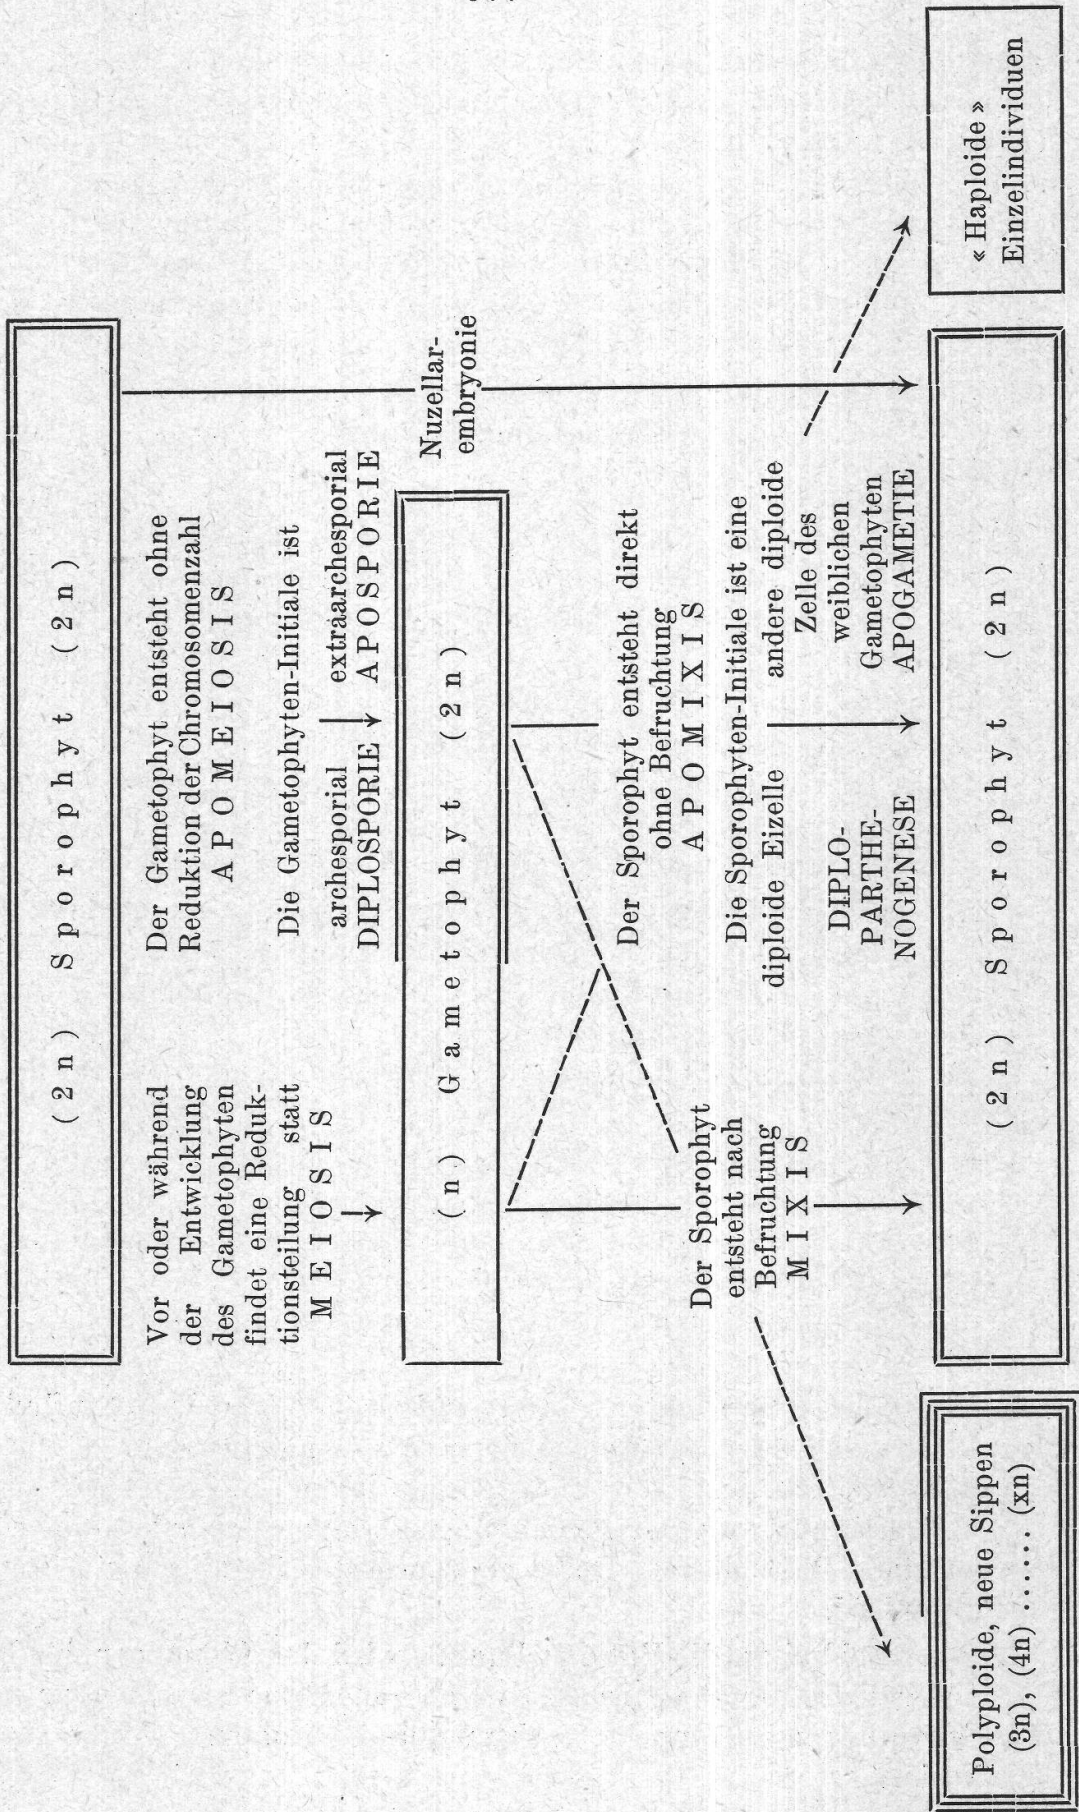 (2n) Sporophyt (2n)
Vor oder während
der Entwicklung
des Gametophyten
findet eine Reduk-
tionsteilung statt
MEIOSIS
Der Gametophyt entsteht ohne
Reduktion der Chromosomenzahl
APOMEIOSIS
Die Gametophyten-Initiale ist
archesporial
DIPLOSPORIE
extraarchesporial
APOSPORIE
(n) Gametophyt (2n)
Nuzellar-
embryonie
Der Sporophyt
entsteht nach
Befruchtung
MIXIS
Der Sporophyt entsteht direkt
ohne Befruchtung
APOMIXIS
Die Sporophyten-Initiale ist eine
diploide Eizelle
DIPLO-
PARTHE-
NOGENESE
andere diploide
Zelle des
weiblichen
Gametophyten
APOGAMETIE
Polyploide, neue Sippen
(3n), (4n) ...... (xn)
(2n) Sporophyt (2n)
« Haploide »
Einzelindividuen